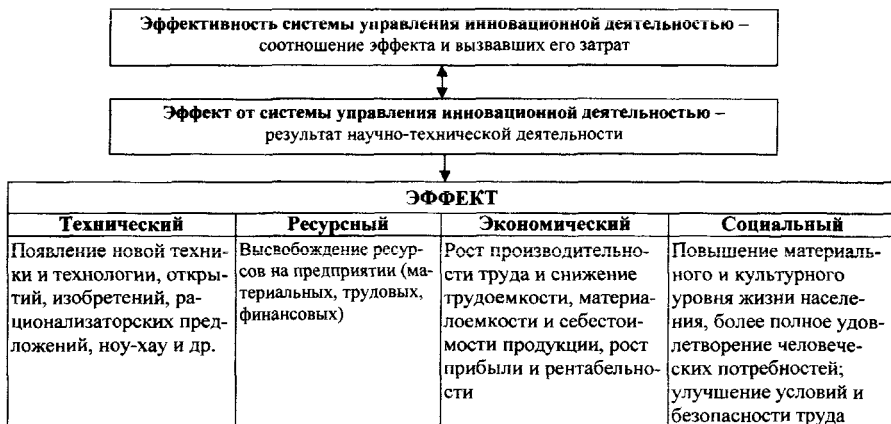 Эффективность системы управления инновационной деятельностью –
соотношение эффекта и вызвавших его затрат
Эффект от системы управления инновационной деятельностью –
результат научно-технической деятельности
ЭФФЕКТ
Технический
Ресурсный
Экономический
Социальный
Появление новой техни-
ки и технологии, откры-
тий, изобретений, ра-
ционализаторских пред-
ложений, ноу-хау и др.
Высвобождение ресур-
сов на предприятии (ма-
териальных, трудовых,
финансовых)
Рост производительно-
сти труда и снижение
трудоемкости, материа-
лоемкости и себестои-
мости продукции, рост
прибыли и рентабельно-
сти
Повышение материаль-
ного и культурного
уровня жизни населе-
ния, более полное удов-
летворение человече-
ских потребностей;
улучшение условий и
безопасности труда